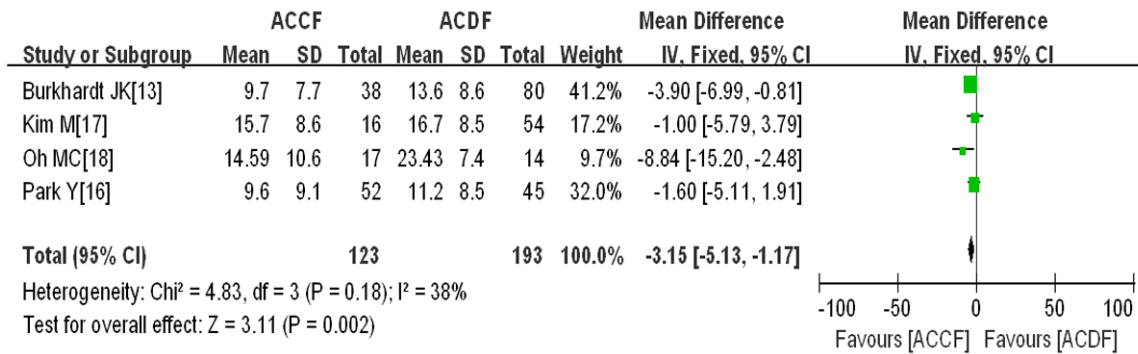 ACCF ACDF Mean Difference Mean Difference
Study or Subgroup Mean SD Total Mean SD Total Weight IV, Fixed, 95% CI IV, Fixed, 95% CI
Burkhardt JK[13] 9.7 7.7 38 13.6 8.6 80 41.2% -3.90 [-6.99, -0.81]
Kim M[17] 15.7 8.6 16 16.7 8.5 54 17.2% -1.00 [-5.79, 3.79]
Oh MC[18] 14.59 10.6 17 23.43 7.4 14 9.7% -8.84 [-15.20, -2.48]
Park Y[16] 9.6 9.1 52 11.2 8.5 45 32.0% -1.60 [-5.11, 1.91]
Total (95% CI) 123 193 100.0% -3.15 [-5.13, -1.17]
Heterogeneity: Chi² = 4.83, df = 3 (P = 0.18); I² = 38%
Test for overall effect: Z = 3.11 (P = 0.002)
-100 -50 0 50 100
Favours [ACCF] Favours [ACDF]